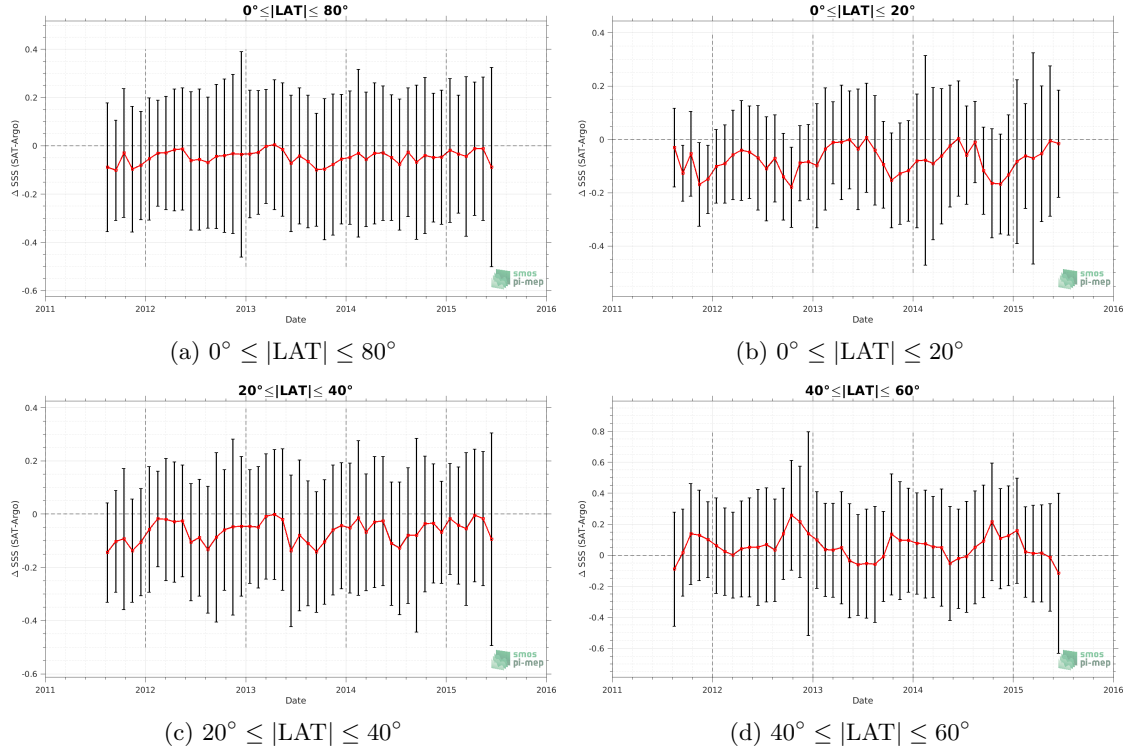 0°≤|LAT|≤ 80°
Δ SSS (SAT-Argo)
0.4
0.2
0
-0.2
-0.4
-0.6
2011
2012
2013
2014
2015
2016
Date
smos
pi-mep
(a) 0° ≤ |LAT| ≤ 80°
0°≤|LAT|≤ 20°
Δ SSS (SAT-Argo)
0.4
0.2
0
-0.2
-0.4
2011
2012
2013
2014
2015
2016
Date
smos
pi-mep
(b) 0° ≤ |LAT| ≤ 20°
20°≤|LAT|≤ 40°
Δ SSS (SAT-Argo)
0.4
0.2
0
-0.2
-0.4
-0.6
2011
2012
2013
2014
2015
2016
Date
smos
pi-mep
(c) 20° ≤ |LAT| ≤ 40°
40°≤|LAT|≤ 60°
Δ SSS (SAT-Argo)
0.8
0.6
0.4
0.2
0
-0.2
-0.4
-0.6
2011
2012
2013
2014
2015
2016
Date
smos
pi-mep
(d) 40° ≤ |LAT| ≤ 60°